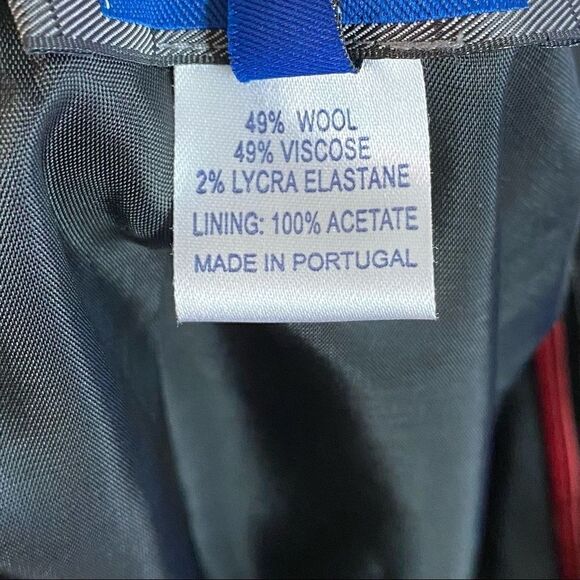 49% WOOL
49% VISCOSE
2% LYCRA ELASTANE
LINING: 100% ACETATE
MADE IN PORTUGAL